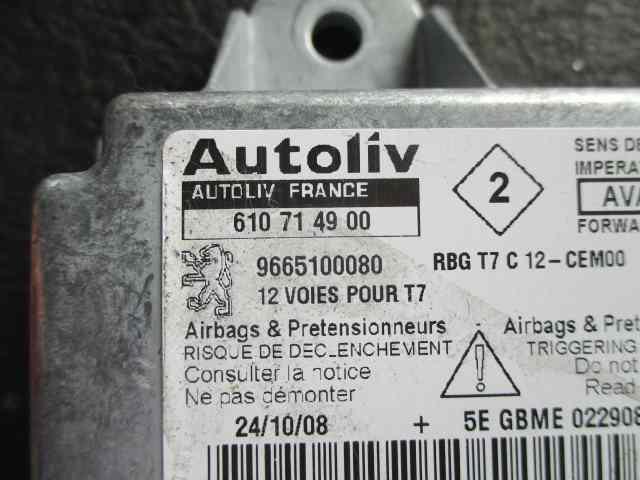 Autoliv
AUTOLIV FRANCE
610 71 49 00
2
SENS DE
IMPERA
FORWA
9665100080
RBG T7 C 12-CEM00
12 VOIES POUR T7
Airbags & Pretensionneurs
RISQUE DE DECLENCHEMENT
Consulter la notice
Ne pas démonter
Airbags & Pret
TRIGGERING
Do not
Read
24/10/08 + 5E GBME 022908